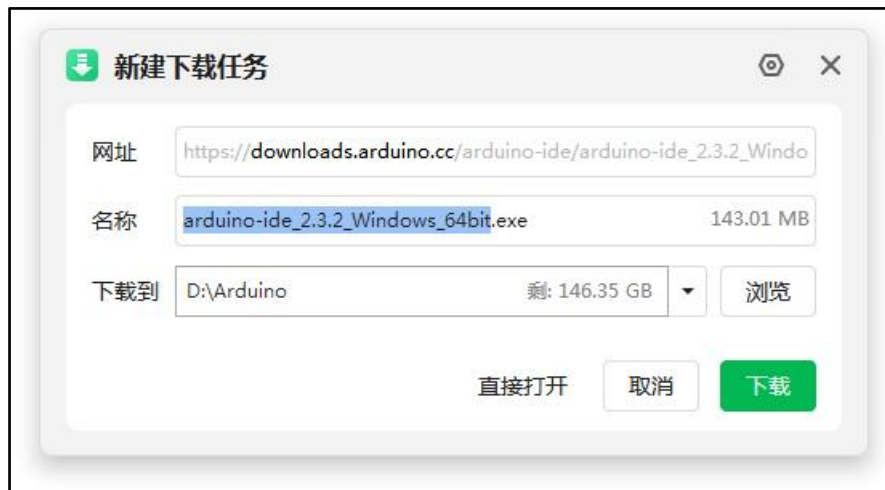 新建下载任务
网址 https://downloads.arduino.cc/arduino-ide/arduino-ide_2.3.2_Windo
名称 arduino-ide_2.3.2_Windows_64bit.exe 143.01 MB
下载到 D:\Arduino 剩: 146.35 GB 浏览
直接打开 取消 下载